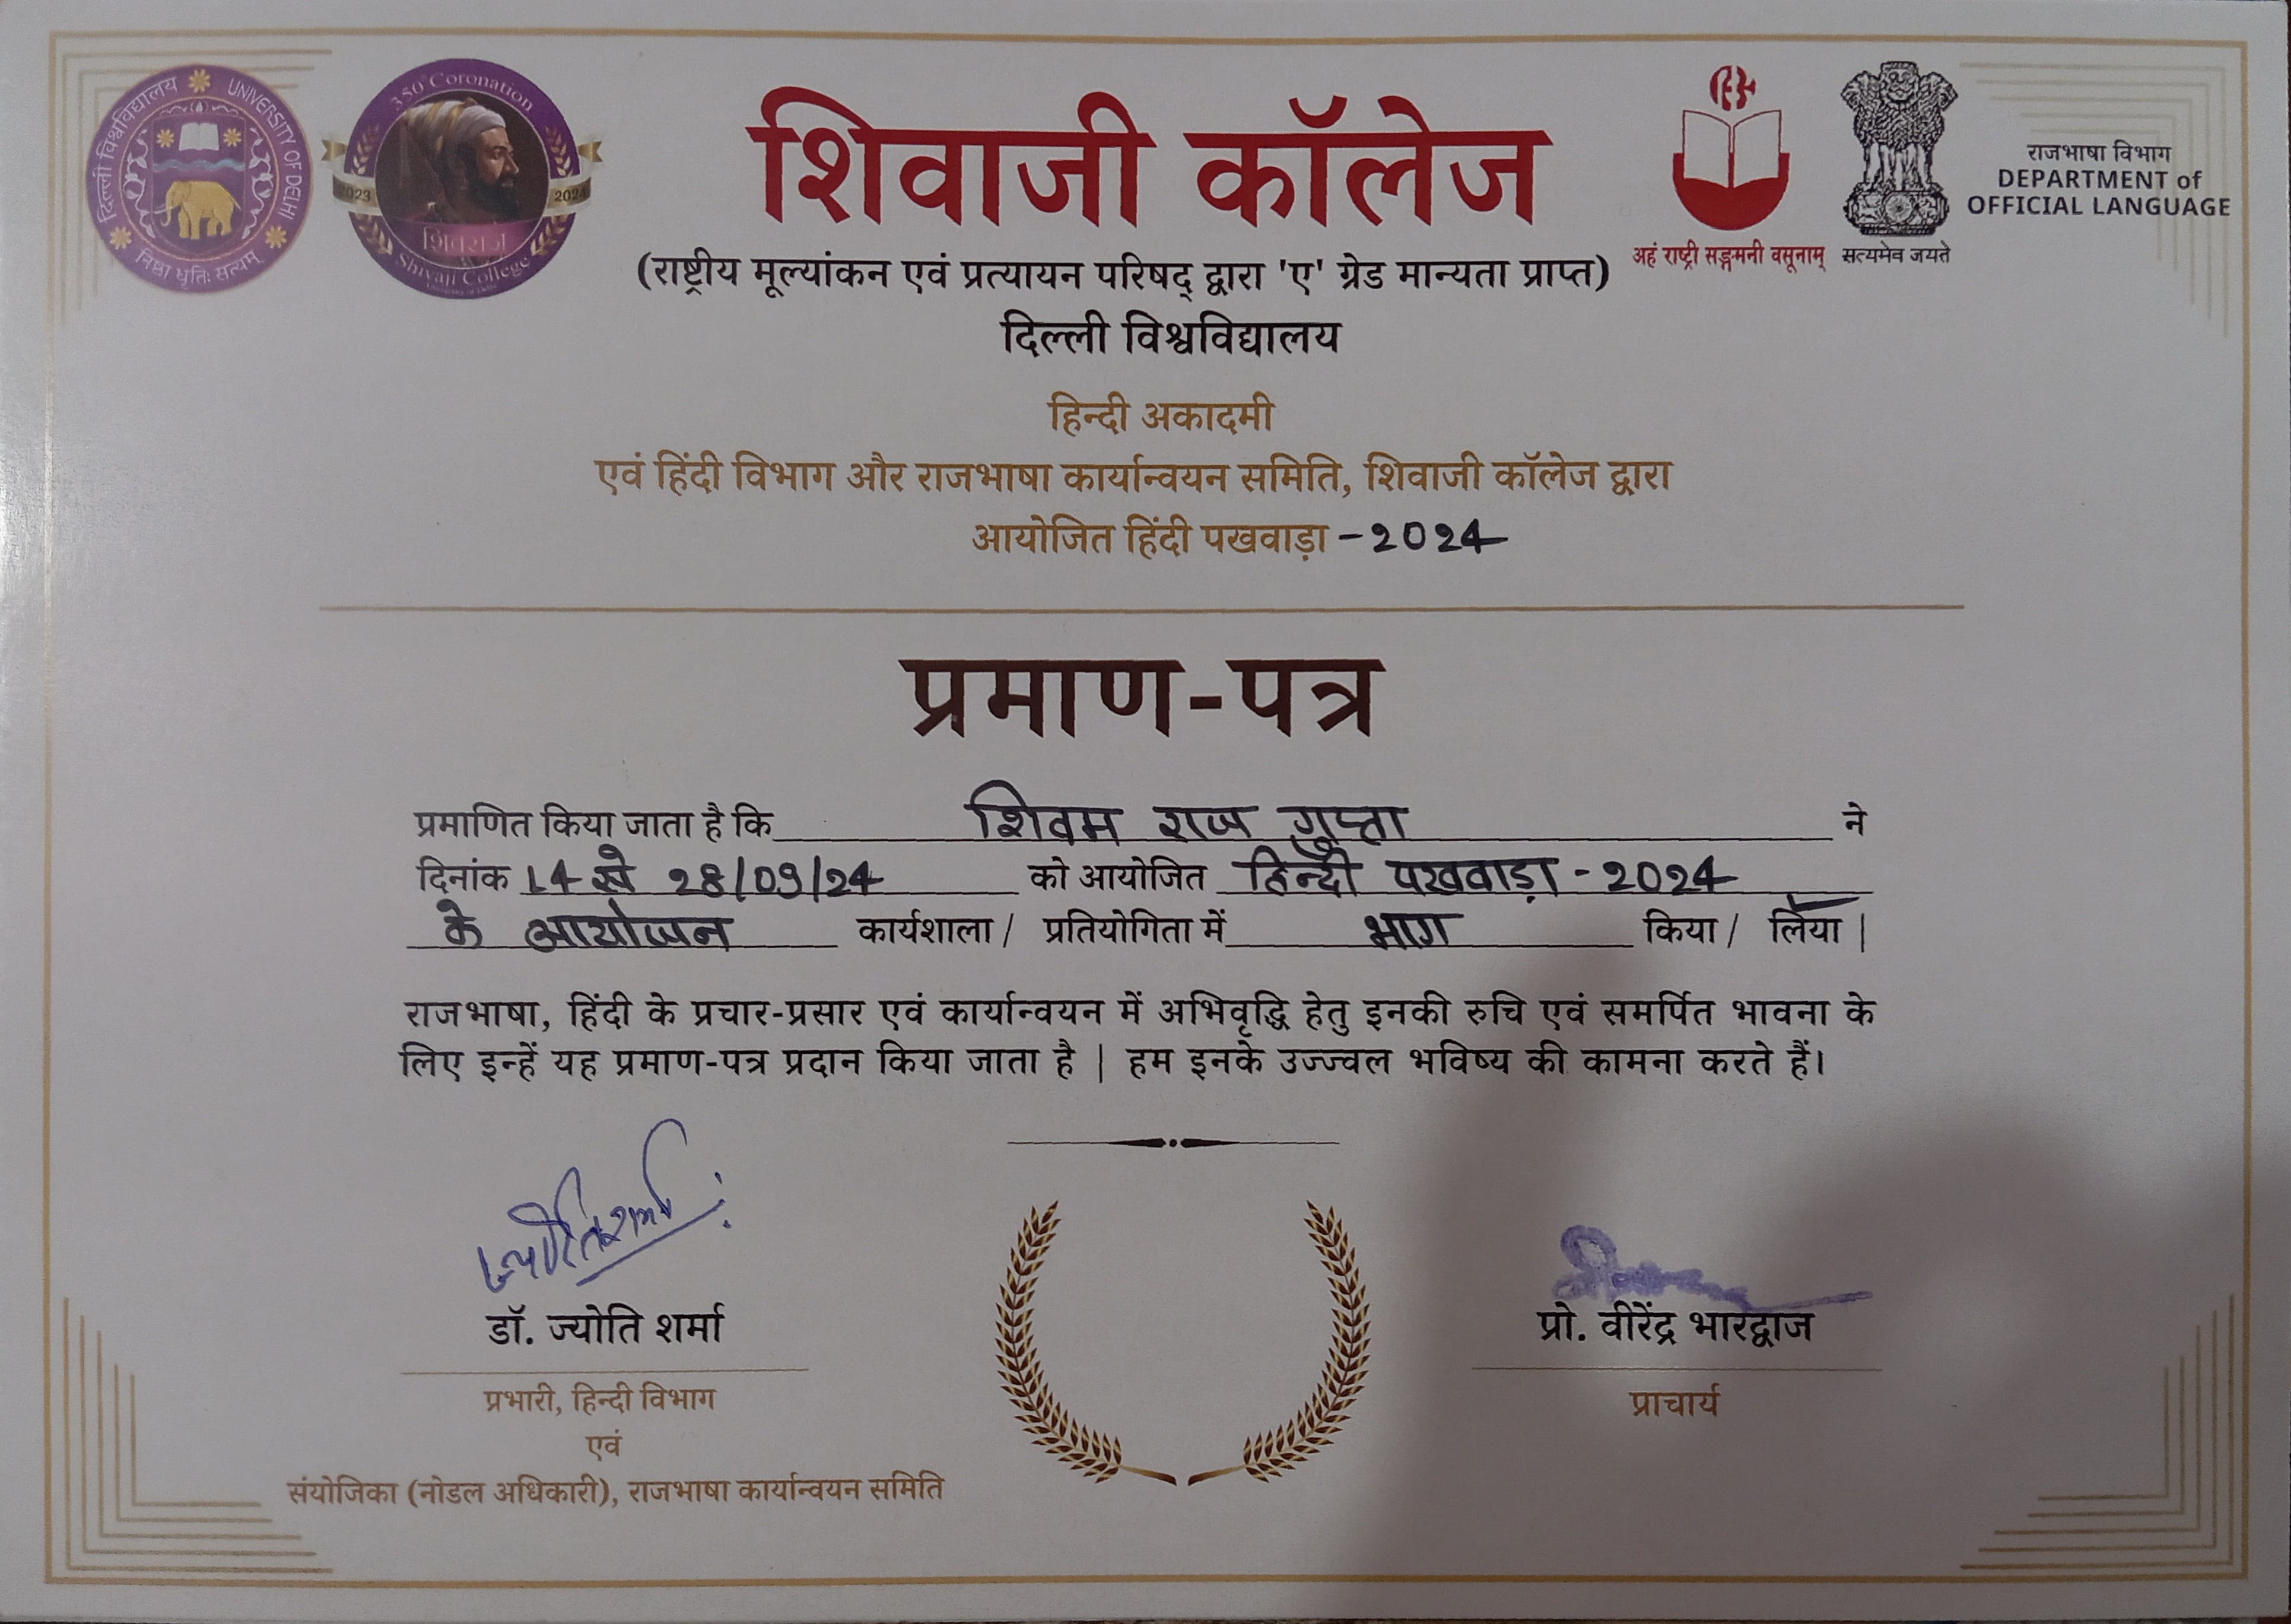 दिल्ली विश्वविद्यालय UNIVERSITY OF DELHI
निष्ठा धृतिः सत्यम्
350 Coronation
2023 2024
शिवराज
Shivaji College
शिवाजी कॉलेज
(राष्ट्रीय मूल्यांकन एवं प्रत्यायन परिषद् द्वारा 'ए' ग्रेड मान्यता प्राप्त)
दिल्ली विश्वविद्यालय
अहं राष्ट्री सङ्गमनी वसूनाम्
सत्यमेव जयते
राजभाषा विभाग
DEPARTMENT of
OFFICIAL LANGUAGE
हिन्दी अकादमी
एवं हिंदी विभाग और राजभाषा कार्यान्वयन समिति, शिवाजी कॉलेज द्वारा
आयोजित हिंदी पखवाड़ा -2024
प्रमाण-पत्र
प्रमाणित किया जाता है कि शिवम राज गुप्ता ने
दिनांक 14 से 28/09/24 को आयोजित हिन्दी पखवाड़ा -2024
के आयोजन कार्यशाला / प्रतियोगिता में भाग किया / लिया |
राजभाषा, हिंदी के प्रचार-प्रसार एवं कार्यान्वयन में अभिवृद्धि हेतु इनकी रुचि एवं समर्पित भावना के
लिए इन्हें यह प्रमाण-पत्र प्रदान किया जाता है | हम इनके उज्ज्वल भविष्य की कामना करते हैं।
ज्योति शर्मा
डॉ. ज्योति शर्मा
प्रभारी, हिन्दी विभाग
एवं
संयोजिका (नोडल अधिकारी), राजभाषा कार्यान्वयन समिति
प्रो. वीरेंद्र भारद्वाज
प्राचार्य